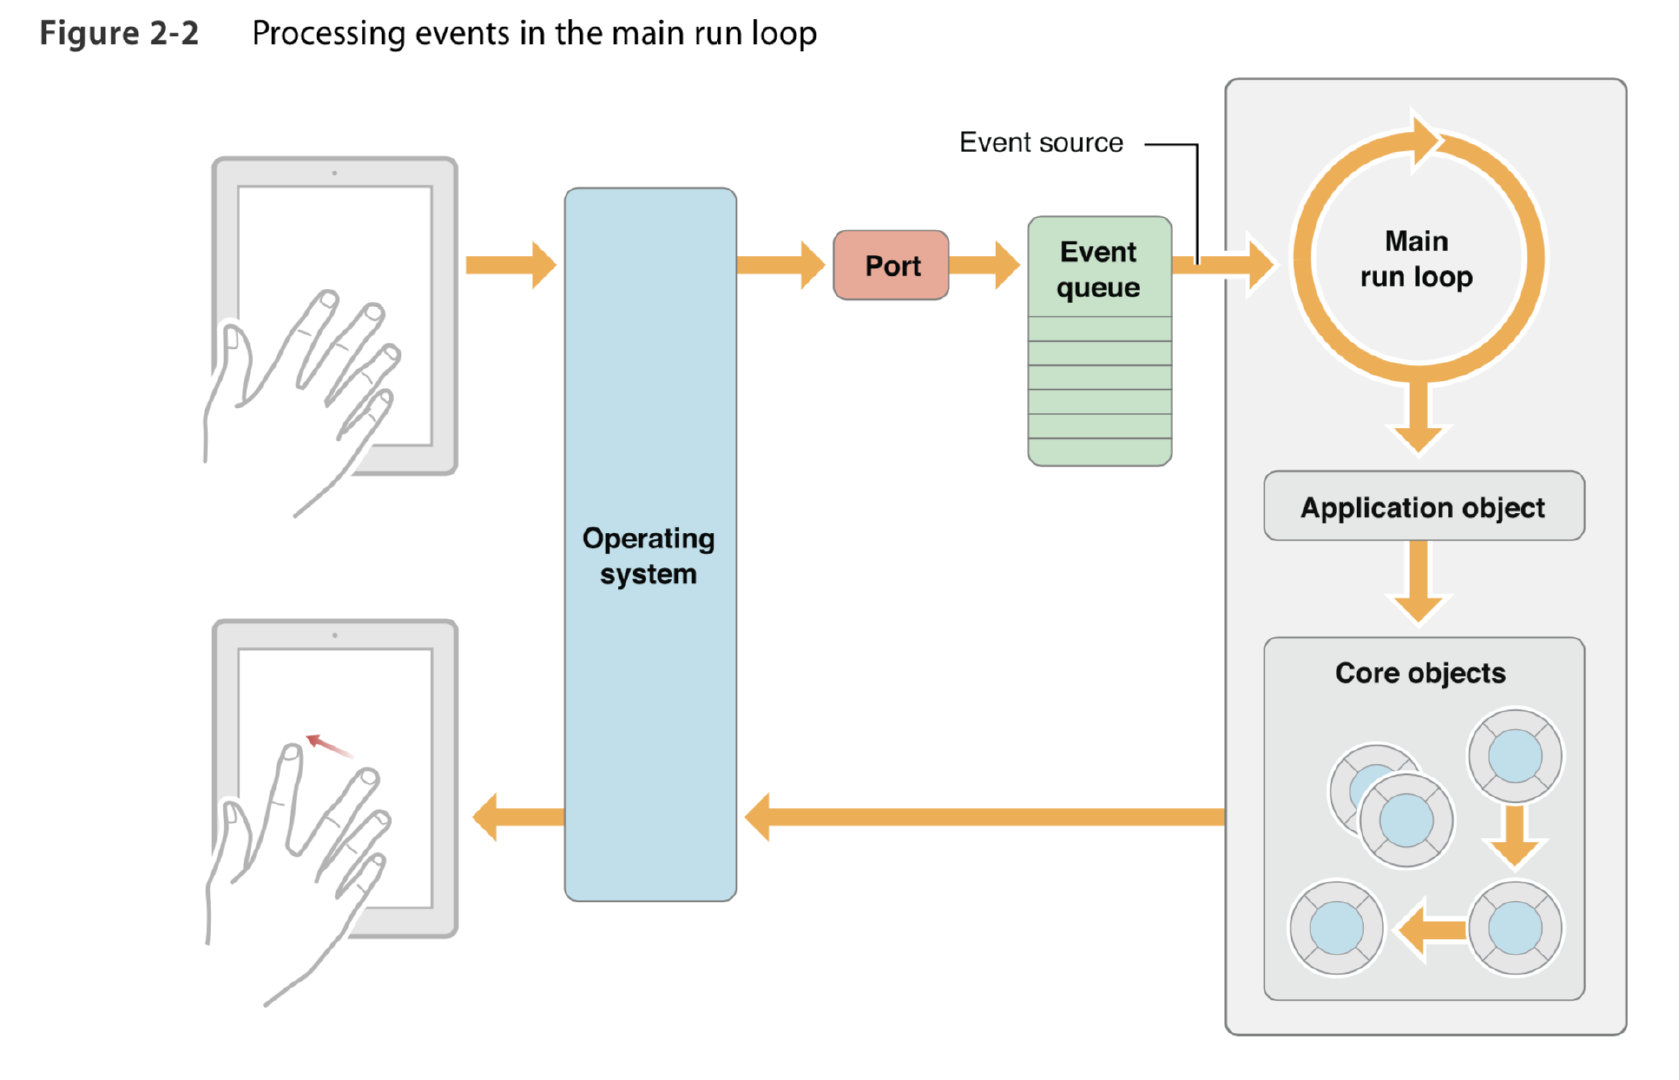 Figure 2-2 Processing events in the main run loop
Event source
Main
run loop
Event
queue
Port
Operating
system
Application object
Core objects